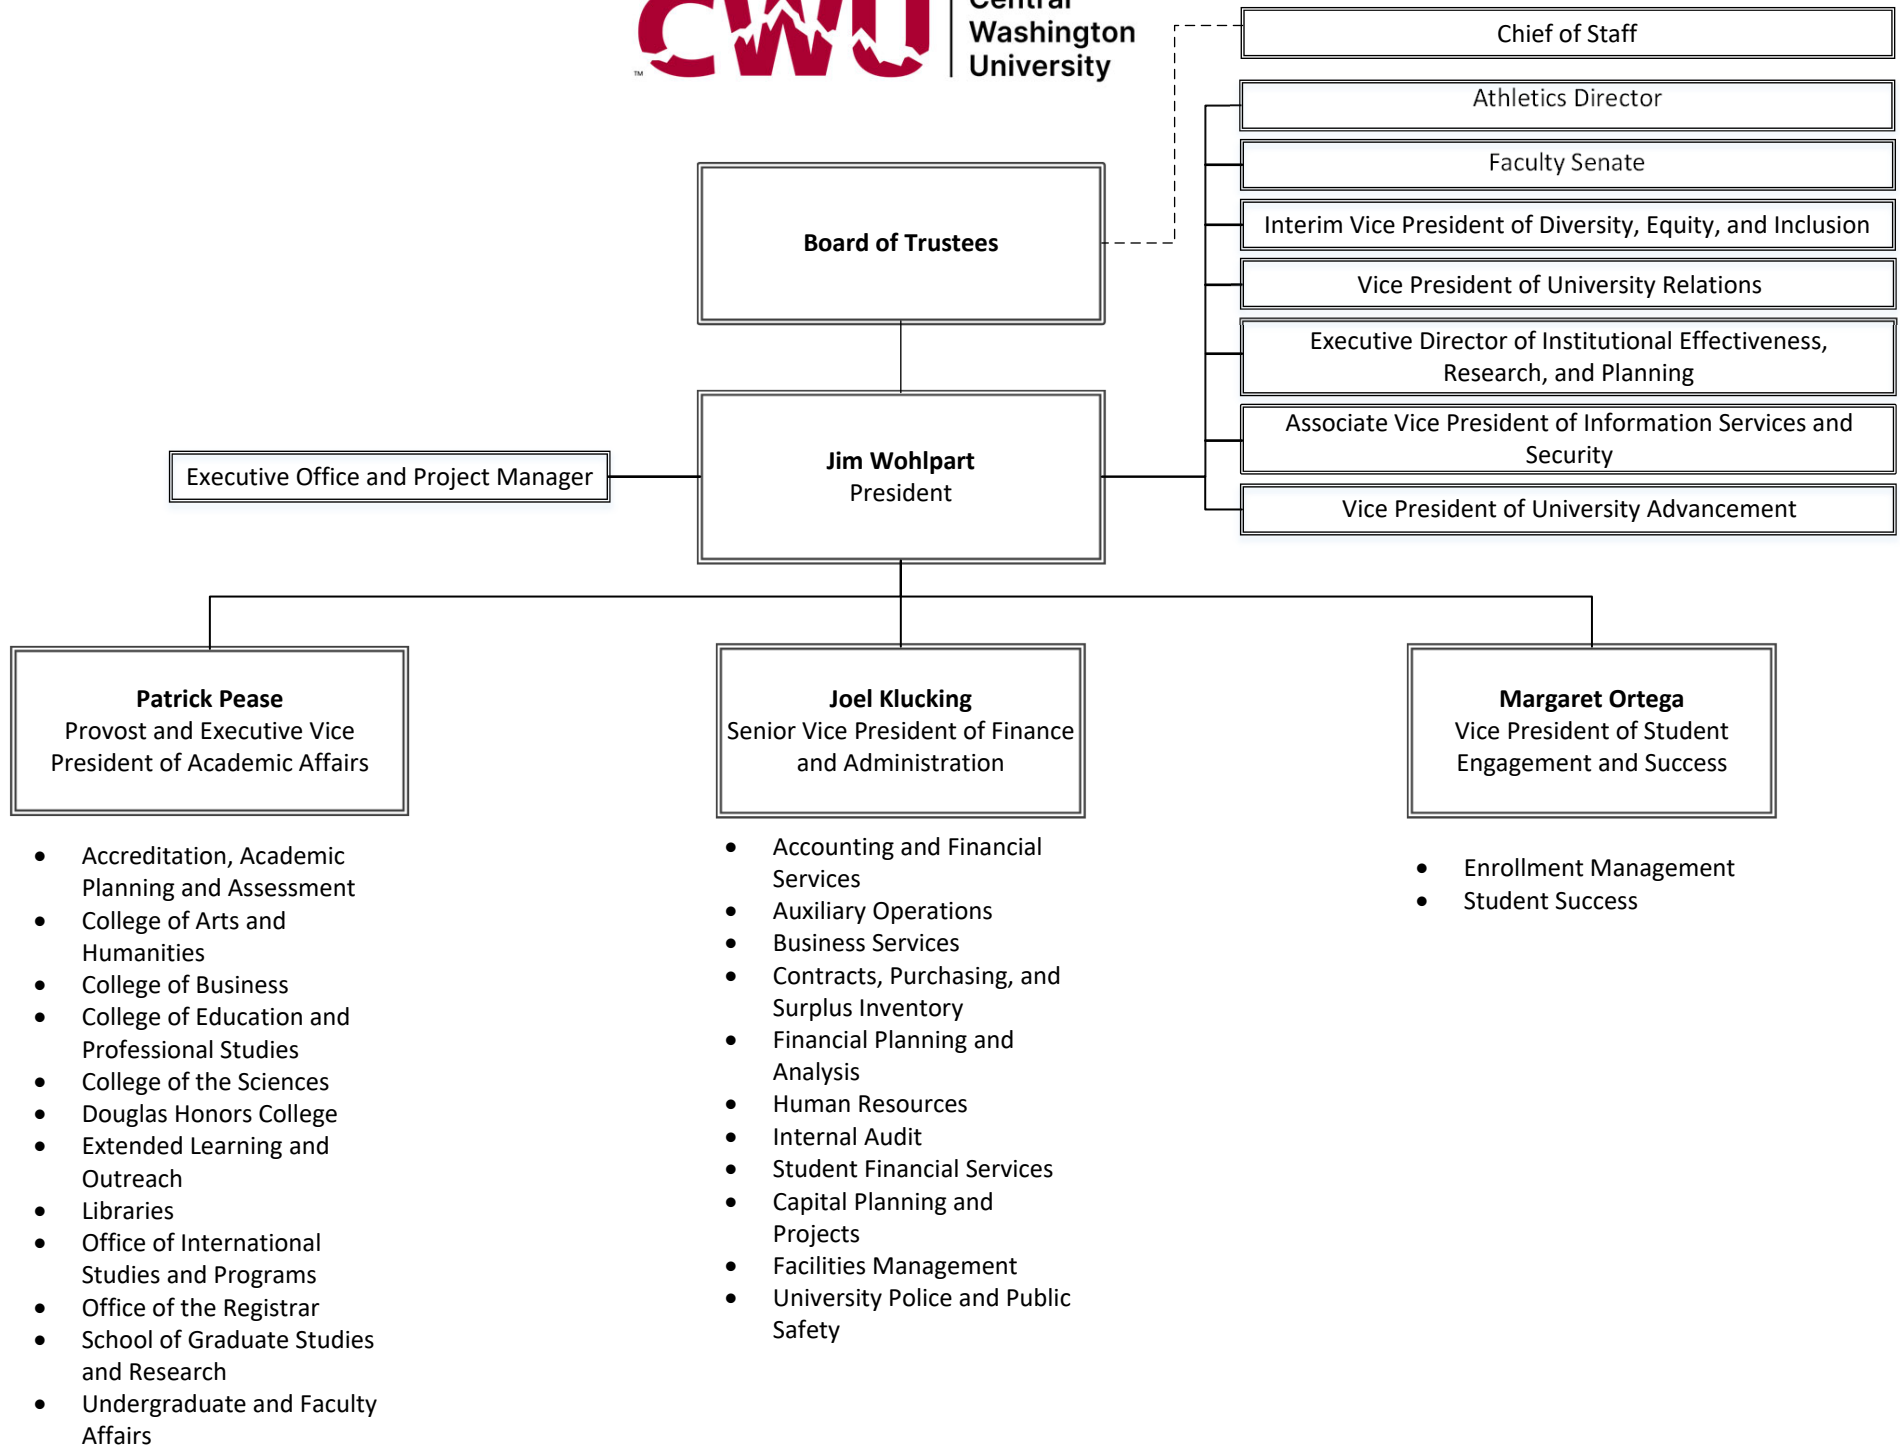 CWU
TM
Central
Washington
University
Chief of Staff
Athletics Director
Faculty Senate
Interim Vice President of Diversity, Equity, and Inclusion
Vice President of University Relations
Executive Director of Institutional Effectiveness,
Research, and Planning
Associate Vice President of Information Services and
Security
Vice President of University Advancement
Board of Trustees
Jim Wohlpart
President
Executive Office and Project Manager
Patrick Pease
Provost and Executive Vice
President of Academic Affairs
• Accreditation, Academic
Planning and Assessment
• College of Arts and
Humanities
• College of Business
• College of Education and
Professional Studies
• College of the Sciences
• Douglas Honors College
• Extended Learning and
Outreach
• Libraries
• Office of International
Studies and Programs
• Office of the Registrar
• School of Graduate Studies
and Research
• Undergraduate and Faculty
Affairs
Joel Klucking
Senior Vice President of Finance
and Administration
• Accounting and Financial
Services
• Auxiliary Operations
• Business Services
• Contracts, Purchasing, and
Surplus Inventory
• Financial Planning and
Analysis
• Human Resources
• Internal Audit
• Student Financial Services
• Capital Planning and
Projects
• Facilities Management
• University Police and Public
Safety
Margaret Ortega
Vice President of Student
Engagement and Success
• Enrollment Management
• Student Success